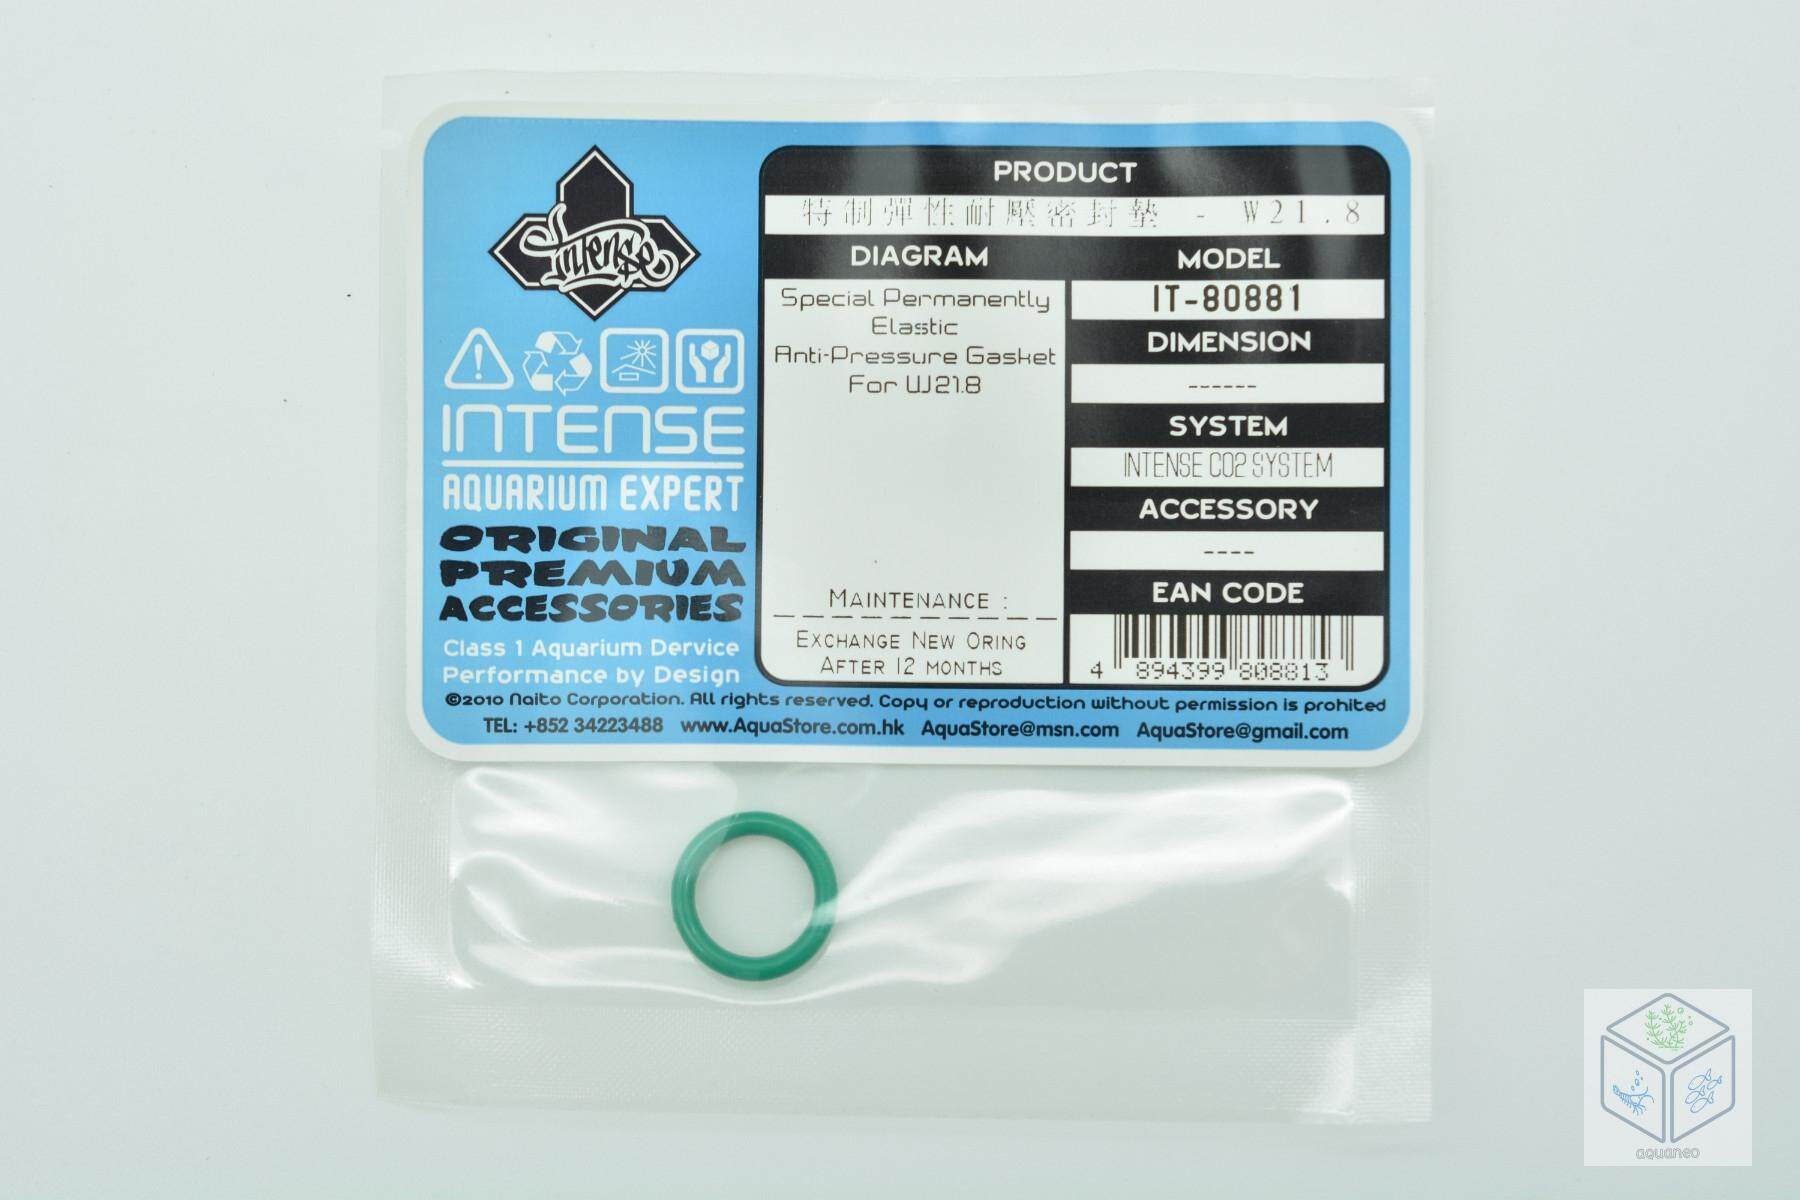 Intense
INTENSE
AQUARIUM EXPERT
ORIGINAL
PREMIUM
ACCESSORIES
Class 1 Aquarium Dervice
Performance by Design
PRODUCT
特制彈性耐壓密封墊 - W21.8
DIAGRAM
Special Permanently
Elastic
Anti-Pressure Gasket
For W21.8
MAINTENANCE :
EXCHANGE NEW ORING
AFTER 12 MONTHS
MODEL
IT-80881
DIMENSION
------
SYSTEM
INTENSE CO2 SYSTEM
ACCESSORY
----
EAN CODE
4 894399 808813
©2010 Naito Corporation. All rights reserved. Copy or reproduction without permission is prohited
TEL: +852 34223488 www.AquaStore.com.hk AquaStore@msn.com AquaStore@gmail.com
aquaneo